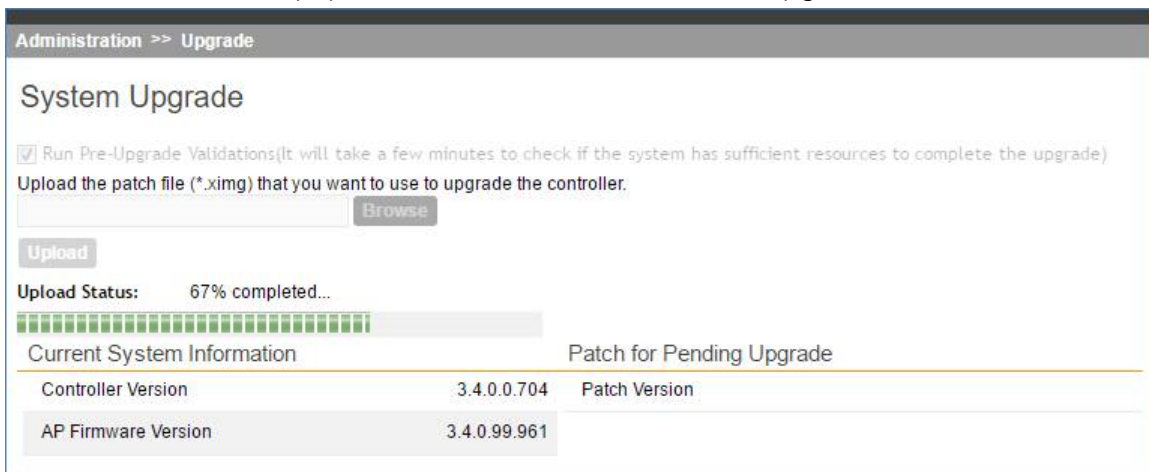 Administration >> Upgrade
System Upgrade
Run Pre-Upgrade Validations(It will take a few minutes to check if the system has sufficient resources to complete the upgrade)
Upload the patch file (*.ximg) that you want to use to upgrade the controller.
Browse
Upload
Upload Status: 67% completed...
Current System Information Patch for Pending Upgrade
Controller Version 3.4.0.0.704 Patch Version
AP Firmware Version 3.4.0.99.961